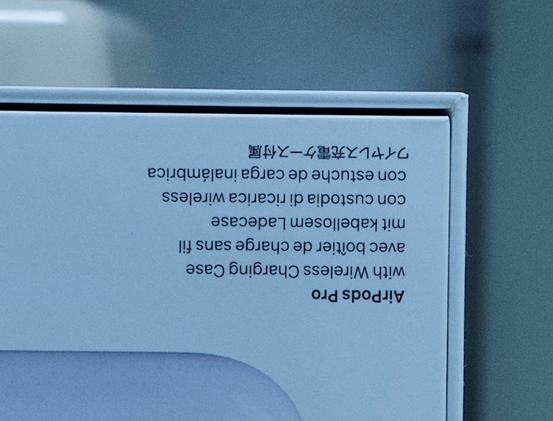 AirPods Pro
with Wireless Charging Case
avec boîtier de charge sans fil
mit kabellosem Ladecase
con custodia di ricarica wireless
con estuche de carga inalámbrica
ワイヤレス充電ケース付属